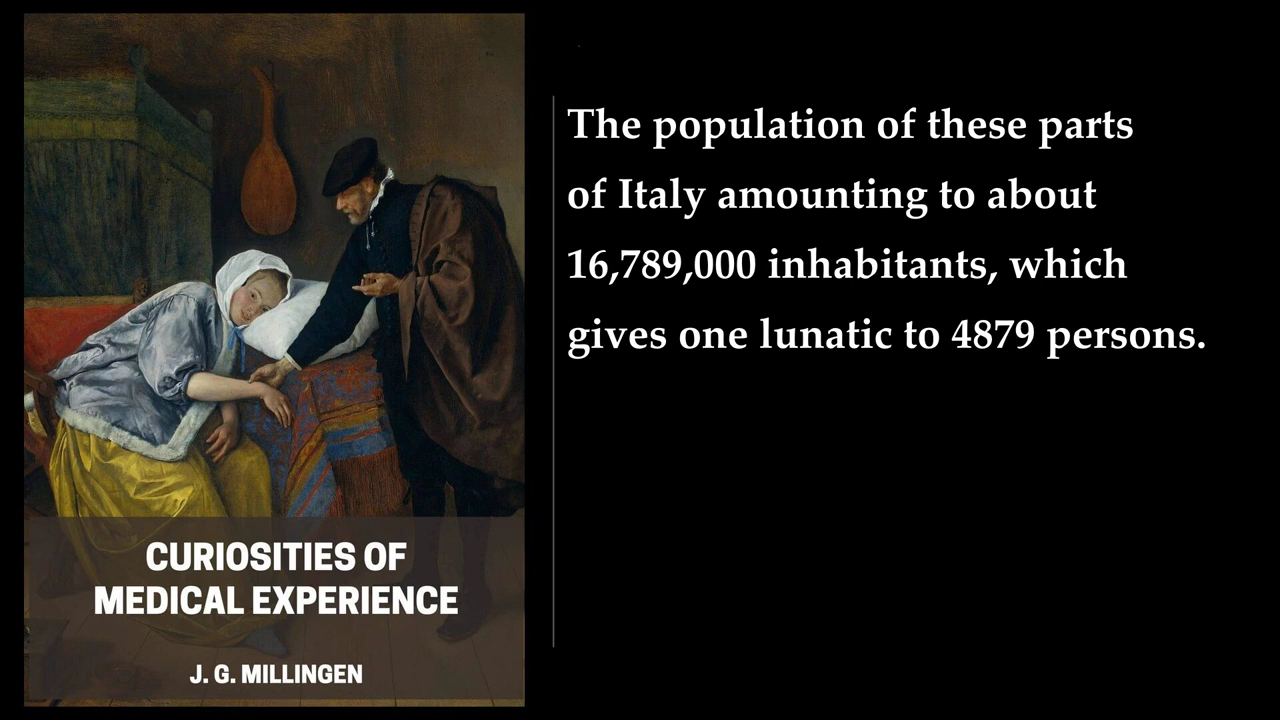 CURIOSITIES OF
MEDICAL EXPERIENCE
J. G. MILLINGEN
The population of these parts
of Italy amounting to about
16,789,000 inhabitants, which
gives one lunatic to 4879 persons.